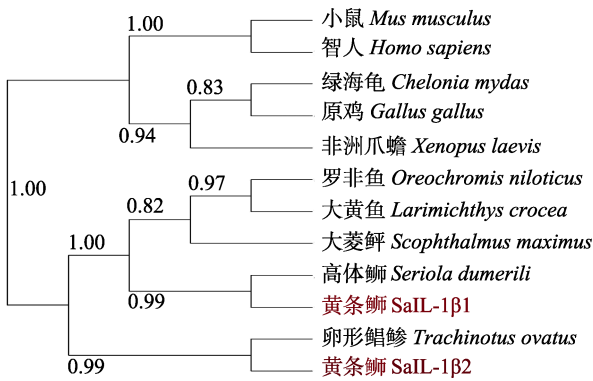 1.00
小鼠 Mus musculus
智人 Homo sapiens
0.83
绿海龟 Chelonia mydas
原鸡 Gallus gallus
0.94
非洲爪蟾 Xenopus laevis
1.00
0.97
罗非鱼 Oreochromis niloticus
0.82
大黄鱼 Larimichthys crocea
1.00
大菱鲆 Scophthalmus maximus
高体鰤 Seriola dumerili
0.99
黄条鰤 SaIL-1β1
卵形鲳鲹 Trachinotus ovatus
0.99
黄条鰤 SaIL-1β2